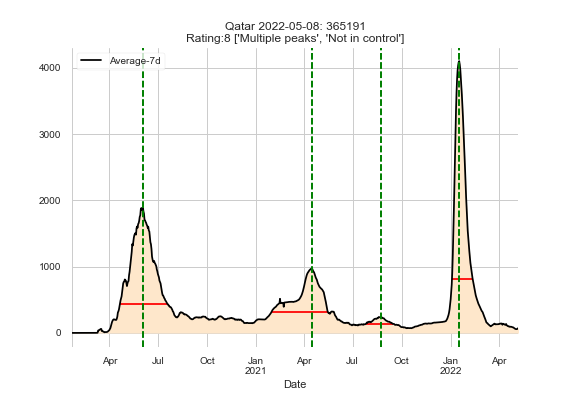 Qatar 2022-05-08: 365191
Rating:8 ['Multiple peaks', 'Not in control']
Average-7d
4000
3000
2000
1000
0
Apr Jul Oct Jan Apr Jul Oct Jan Apr
2021 2022
Date